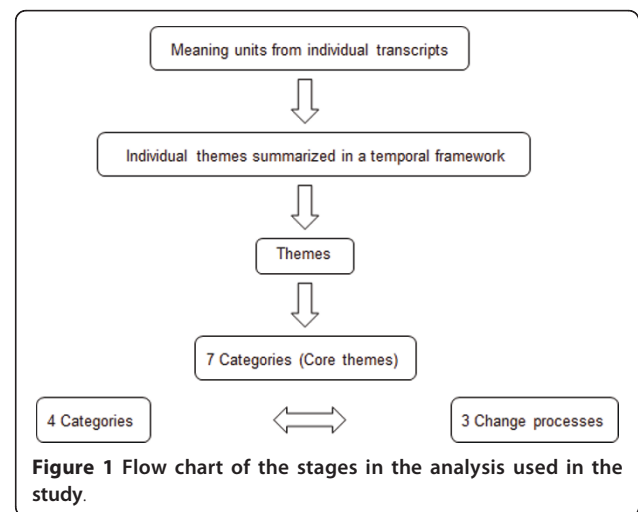 Meaning units from individual transcripts
Individual themes summarized in a temporal framework
Themes
7 Categories (Core themes)
4 Categories
3 Change processes
Figure 1 Flow chart of the stages in the analysis used in the
study.